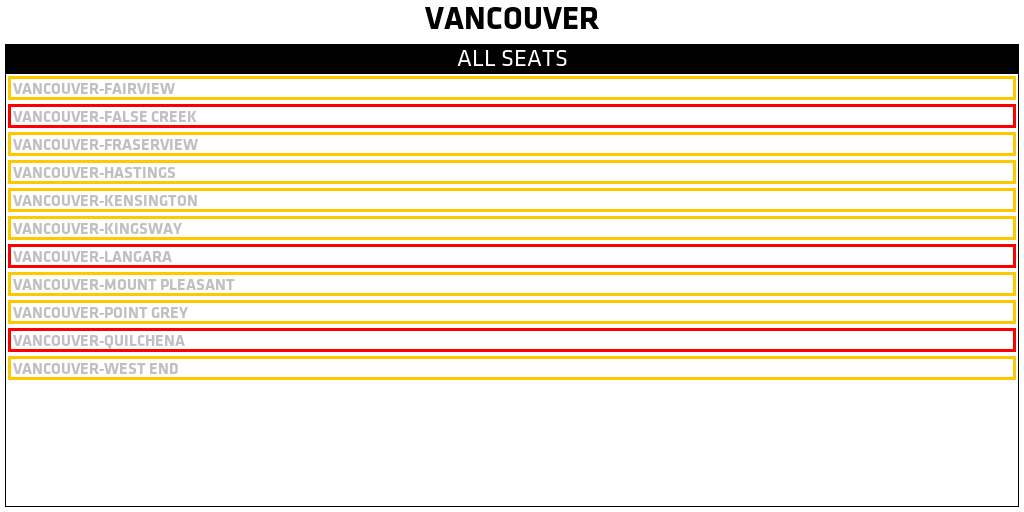 VANCOUVER
ALL SEATS
VANCOUVER-FAIRVIEW
VANCOUVER-FALSE CREEK
VANCOUVER-FRASERVIEW
VANCOUVER-HASTINGS
VANCOUVER-KENSINGTON
VANCOUVER-KINGSWAY
VANCOUVER-LANGARA
VANCOUVER-MOUNT PLEASANT
VANCOUVER-POINT GREY
VANCOUVER-QUILCHENA
VANCOUVER-WEST END